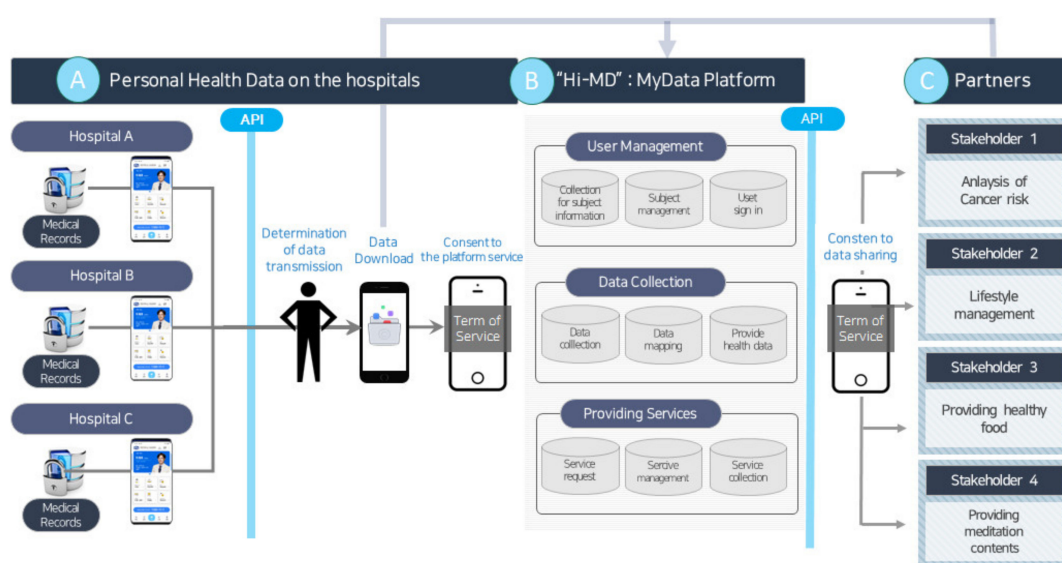 A
Personal Health Data on the hospitals
B
“Hi-MD” : MyData Platform
C
Partners
API
Hospital A
Medical
Records
Hospital B
Medical
Records
Hospital C
Medical
Records
Determination
of data
transmission
Data
Download
Consent to
the platform service
Term of
Service
User Management
Collection
for subject
information
Subject
management
Uset
sign in
Data Collection
Data
colllection
Data
mapping
Provide
health data
Providing Services
Service
request
Sercive
management
Service
collection
API
Consten to
data sharing
Term of
Service
Stakeholder 1
Anlaysis of
Cancer risk
Stakeholder 2
Lifestyle
management
Stakeholder 3
Providing healthy
food
Stakeholder 4
Providing
meditation
contents